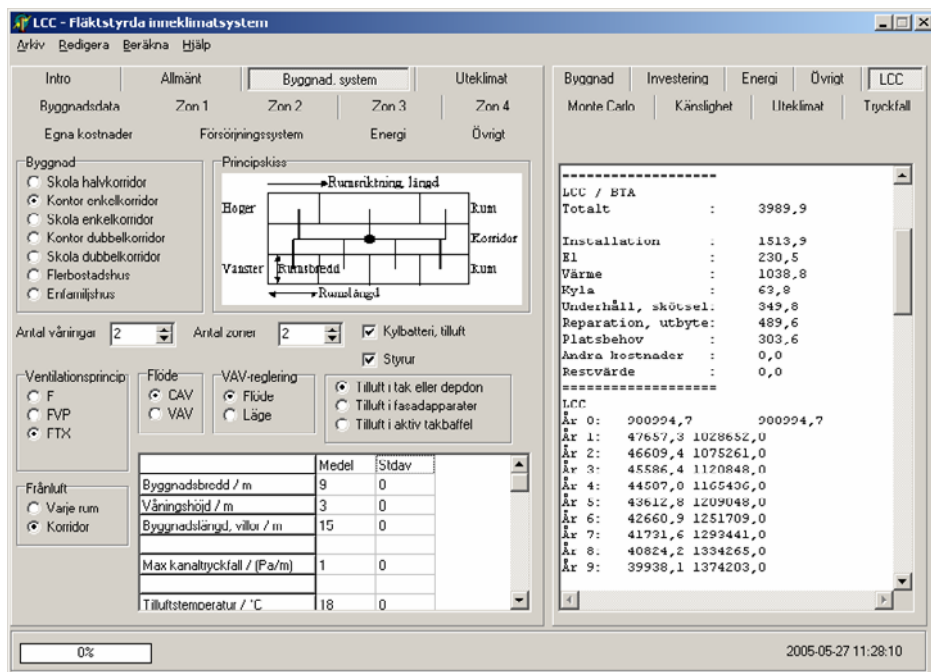 LCC - Fläktstyrda inneklimatsystem
Arkiv Redigera Beräkna Hjälp
Intro Allmänt Byggnad. system Uteklimat
Byggnadsdata Zon 1 Zon 2 Zon 3 Zon 4
Egna kostnader Försörjningssystem Energi Övrigt
Byggnad
Skola halvkorridor
Kontor enkelkorridor
Skola enkelkorridor
Kontor dubbelkorridor
Skola dubbelkorridor
Flerbostadshus
Enfamiljshus
Principskiss
Rumsriktning, längd
Hoger Rum
Korridor
Vanster Rumsbredd Rum
Rumslängd
Antal våningar 2 Antal zoner 2 Kylbatteri, tilluft
Styrur
Ventilationsprincip
F
FVP
FTX
Flöde
CAV
VAV
VAV-reglering
Flöde
Läge
Tilluft i tak eller depdon
Tilluft i fasadapparater
Tilluft i aktiv takbaffel
Frånluft
Varje rum
Korridor
Medel Stdav
Byggnadsbredd / m 9 0
Våningshöjd / m 3 0
Byggnadslängd, villor / m 15 0
Max kanaltryckfall / (Pa/m) 1 0
Tilluftstemperatur / °C 18 0
Byggnad Investering Energi Övrigt LCC
Monte Carlo Känslighet Uteklimat Tryckfall
===================
LCC / BTA
Totalt : 3989,9
Installation : 1513,9
El : 230,5
Värme : 1038,8
Kyla : 63,8
Underhåll, skötsel: 349,8
Reparation, utbyte: 489,6
Platsbehov : 303,6
Andra kostnader : 0,0
Restvärde : 0,0
===================
LCC
År 0: 900994,7 900994,7
År 1: 47657,3 1028652,0
År 2: 46609,4 1075261,0
År 3: 45586,4 1120848,0
År 4: 44587,0 1165436,0
År 5: 43612,8 1209048,0
År 6: 42660,9 1251709,0
År 7: 41731,6 1293441,0
År 8: 40824,2 1334265,0
År 9: 39938,1 1374203,0
0% 2005-05-27 11:28:10